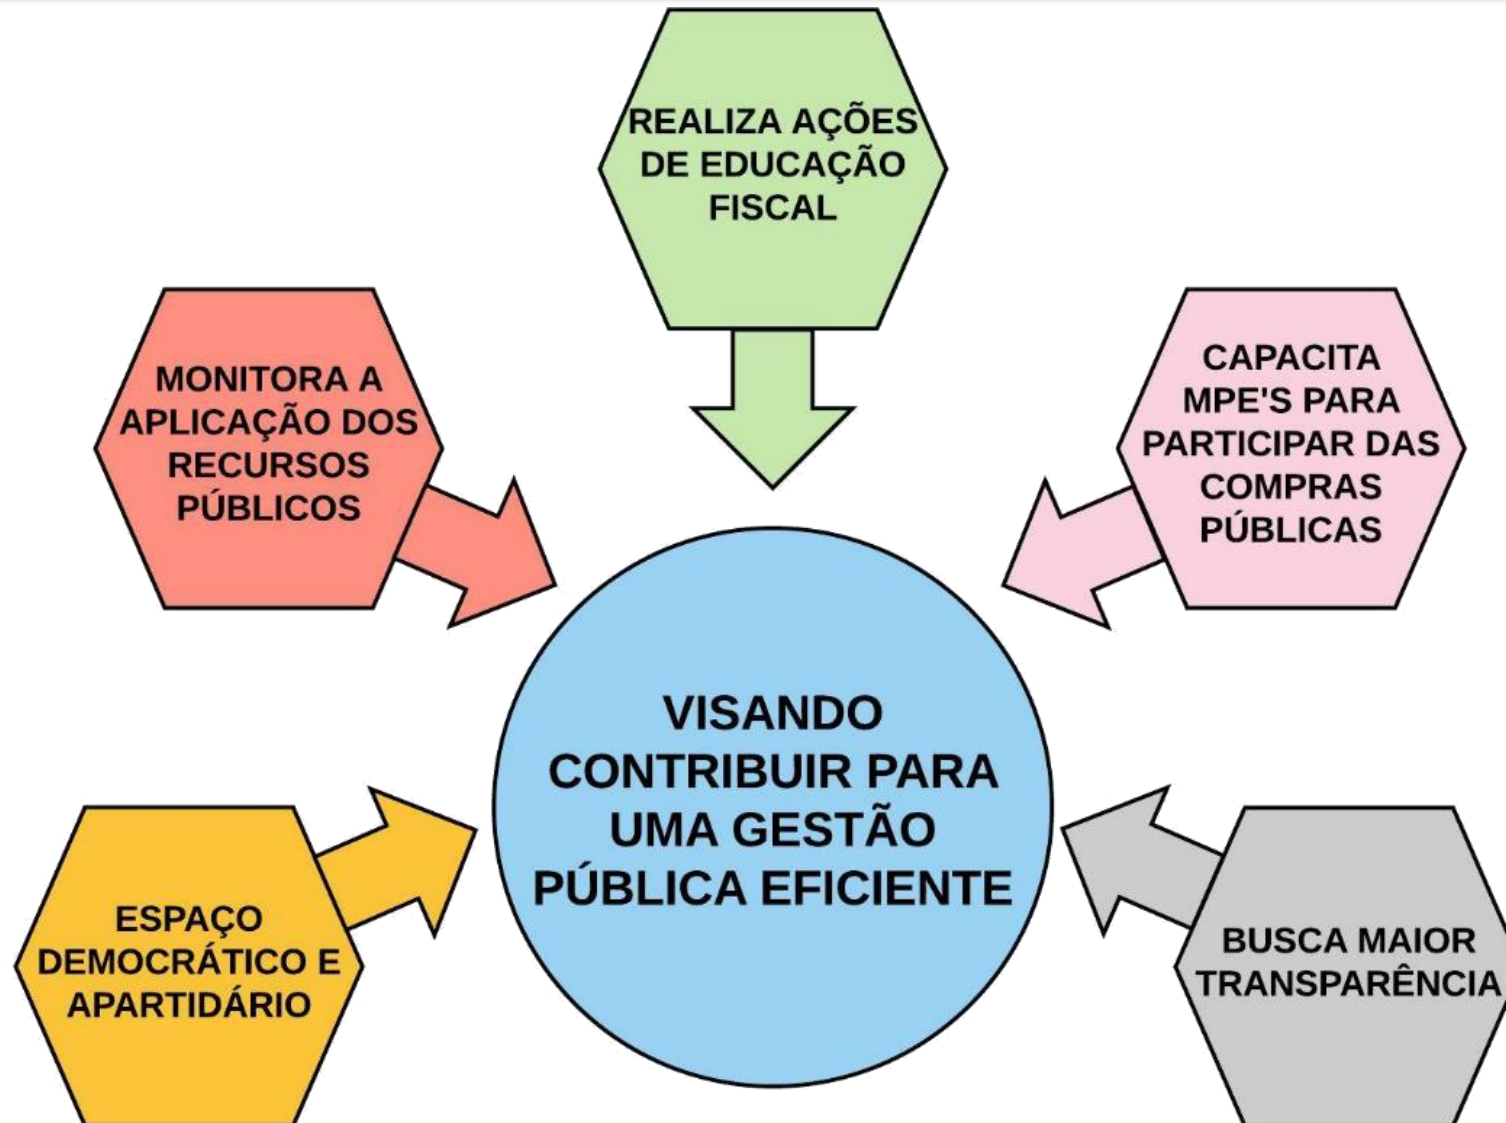 REALIZA AÇÕES
DE EDUCAÇÃO
FISCAL
MONITORA A
APLICAÇÃO DOS
RECURSOS
PÚBLICOS
CAPACITA
MPE'S PARA
PARTICIPAR DAS
COMPRAS
PÚBLICAS
VISANDO
CONTRIBUIR PARA
UMA GESTÃO
PÚBLICA EFICIENTE
ESPAÇO
DEMOCRÁTICO E
APARTIDÁRIO
BUSCA MAIOR
TRANSPARÊNCIA